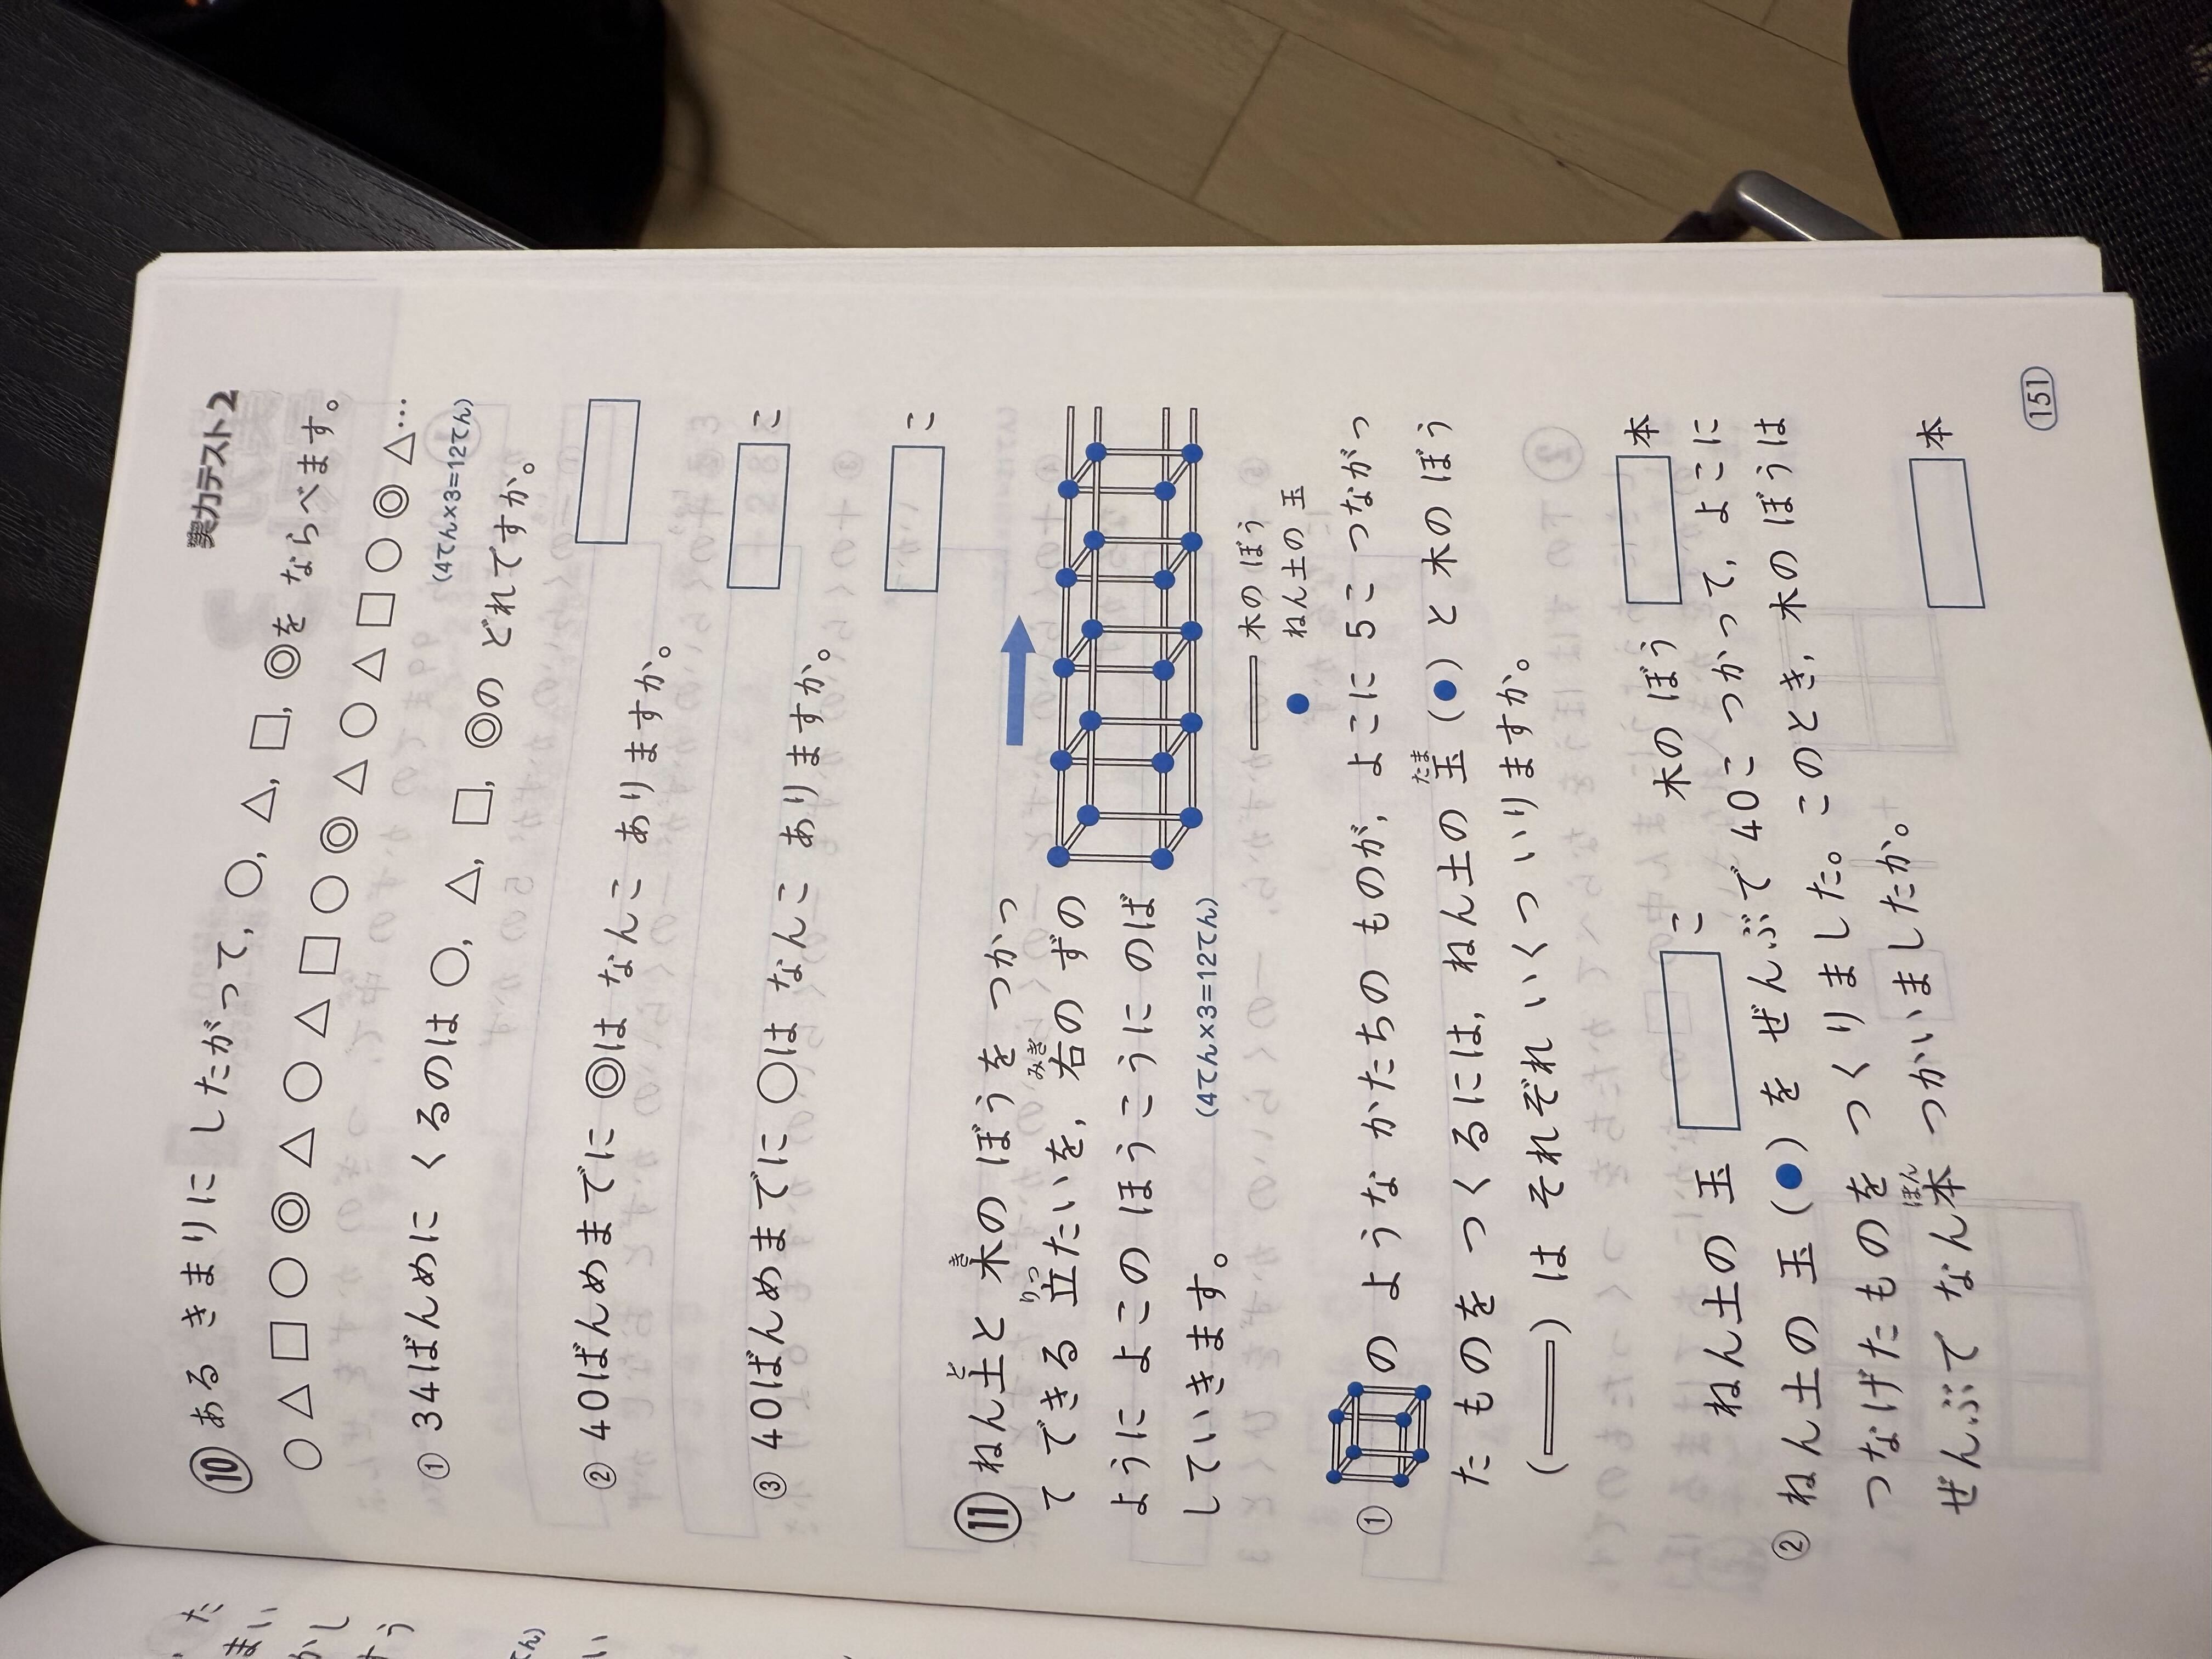 実力テスト2
⑩ ある きまりに したがって, ○, △, □, ◎を ならべます。
○△□○◎△○△□○◎△○△□○◎△…
(4てん×3=12てん)
① 34ばんめに くるのは ○, △, □, ◎の どれですか。
② 40ばんめまでに ◎は なんこ ありますか。
こ
③ 40ばんめまでに ○は なんこ ありますか。
こ
⑪ ねん土と 木の ぼうを つかっ
ど き
て できる 立たいを, 右の ずの
りっ みぎ
ように よこの ほうこうに のば
していきます。
(4てん×3=12てん)
木の ぼう
ねん土の 玉
① の ような かたちの ものが, よこに 5こ つながっ
た ものを つくるには, ねん土の 玉(●)と 木の ぼう
たま
( )は それぞれ いくつ いりますか。
ねん土の 玉 こ 木の ぼう 本
② ねん土の 玉(●)を ぜんぶで 40こ つかって, よこに
つなげた ものを つくりました。このとき, 木の ぼうは
ぜんぶで なん本 つかいましたか。
ぼん
本
151